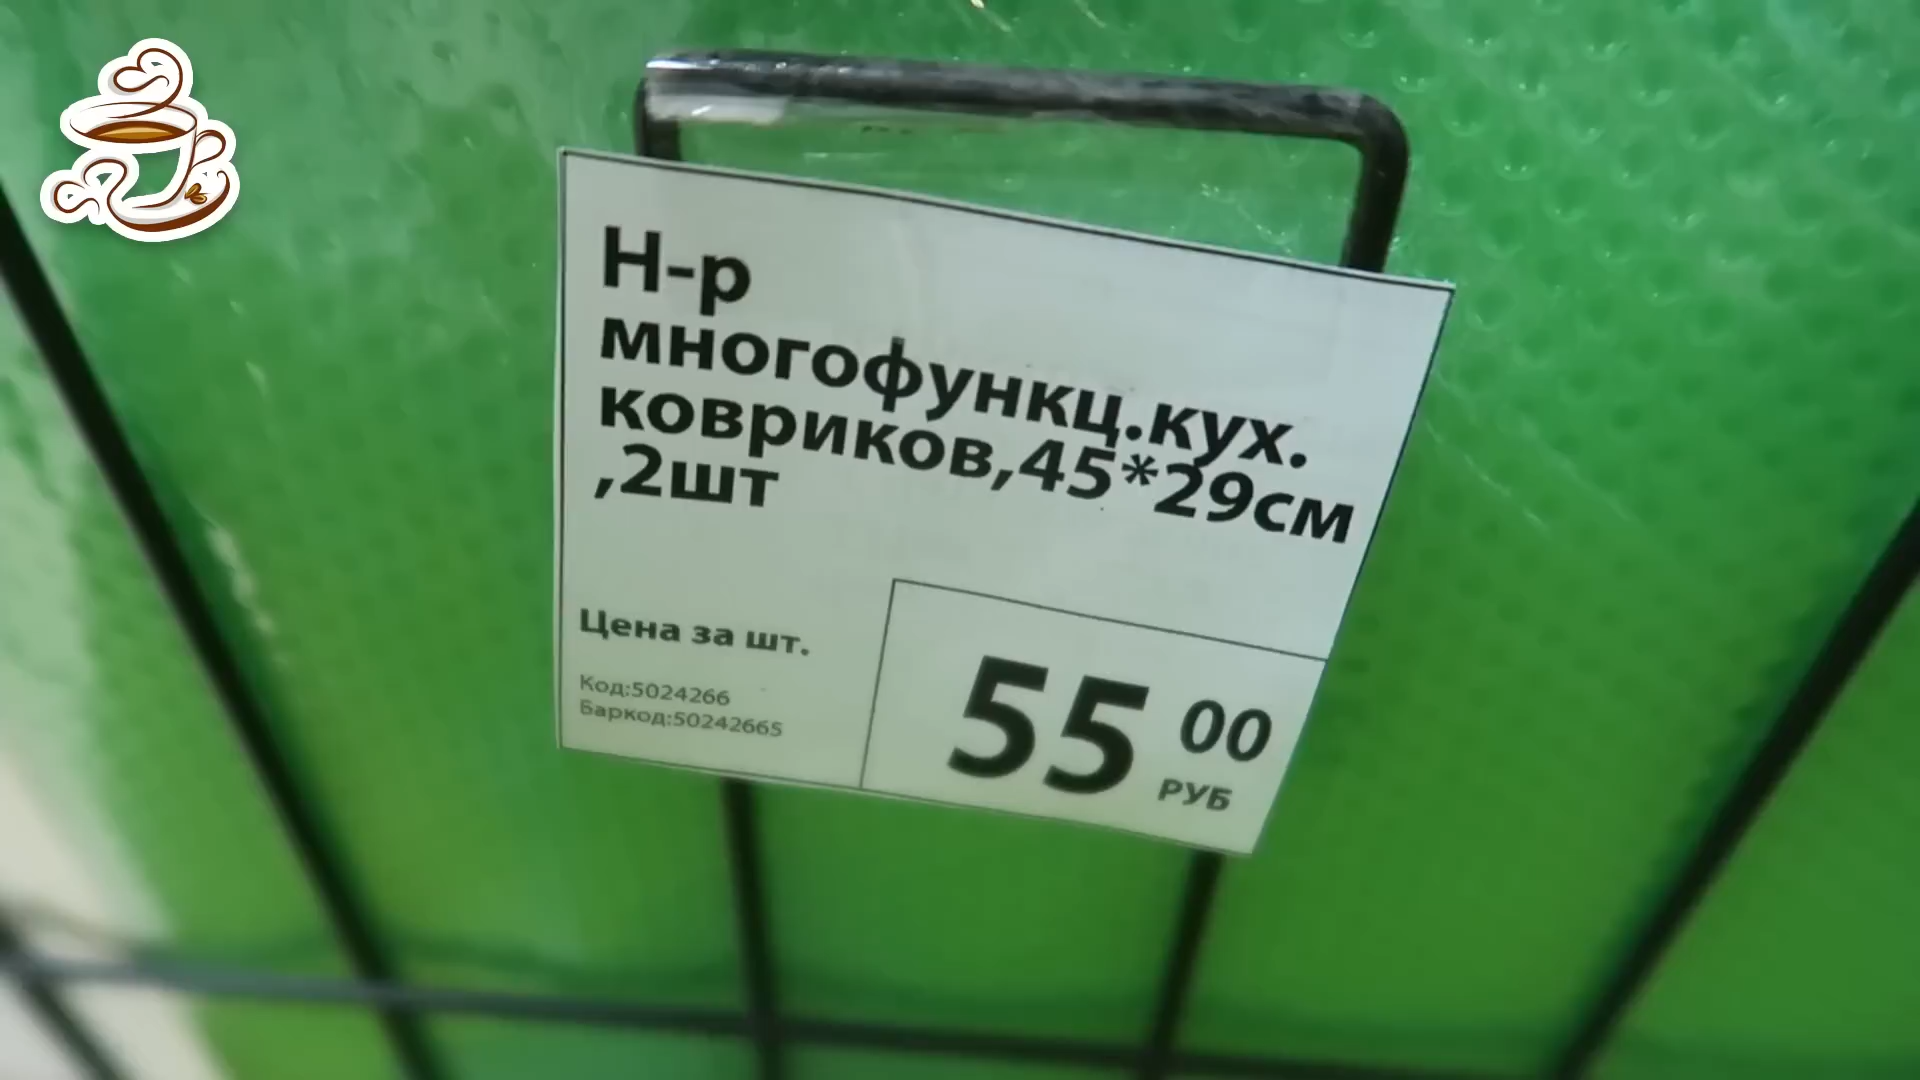 Н-р
многофункц.кух.
ковриков,45*29см
,2шт
Цена за шт.
Код:5024266
Баркод:50242665
55 00
РУБ